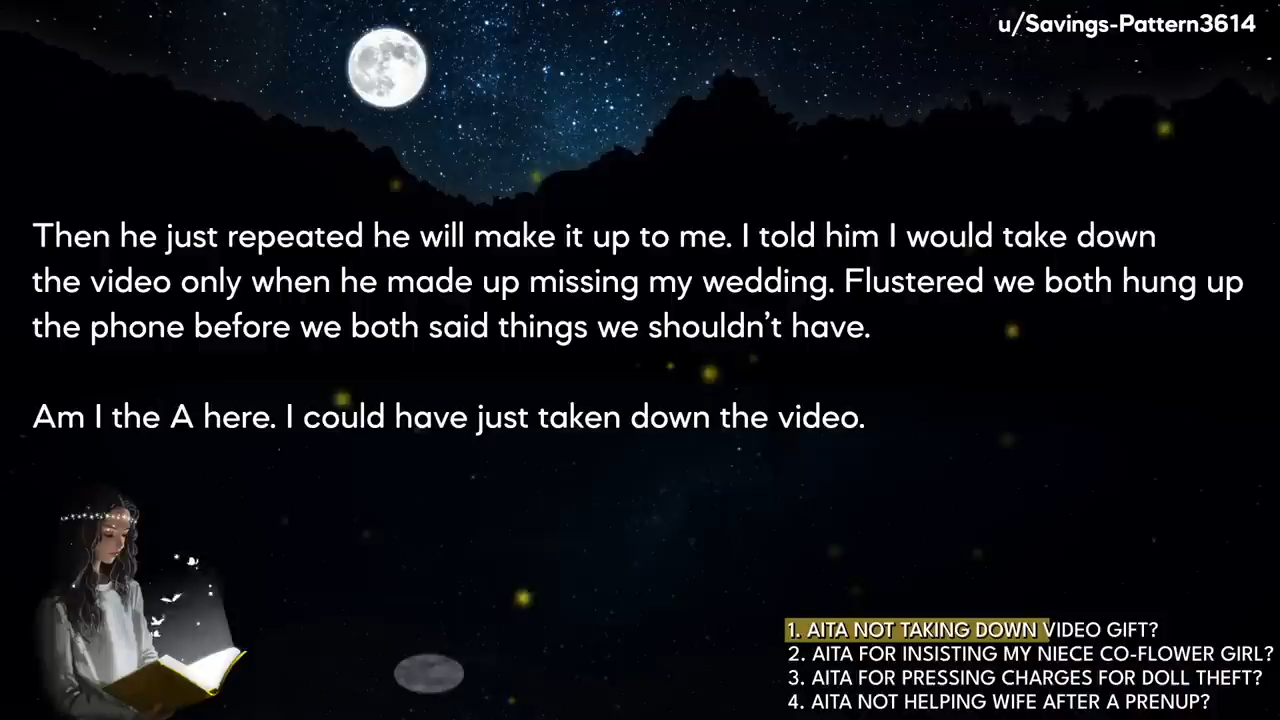 u/Savings-Pattern3614
Then he just repeated he will make it up to me. I told him I would take down
the video only when he made up missing my wedding. Flustered we both hung up
the phone before we both said things we shouldn’t have.
Am I the A here. I could have just taken down the video.
1. AITA NOT TAKING DOWN VIDEO GIFT?
2. AITA FOR INSISTING MY NIECE CO-FLOWER GIRL?
3. AITA FOR PRESSING CHARGES FOR DOLL THEFT?
4. AITA NOT HELPING WIFE AFTER A PRENUP?